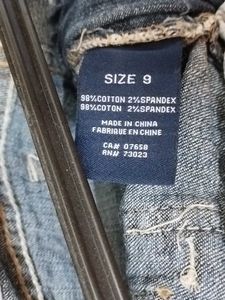 SIZE 9
98%COTTON 2%SPANDEX
98%COTON 2%SPANDEX
MADE IN CHINA
FABRIQUE EN CHINE
CA# 07658
RN# 73023